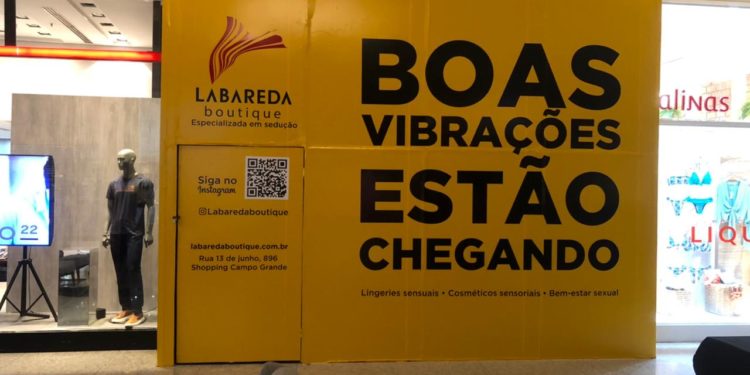 LABAREDA
boutique
Especializada em sedução
Siga no
Instagram
@Labaredaboutique
labaredaboutique.com.br
Rua 13 de junho, 896
Shopping Campo Grande
BOAS
VIBRAÇÕES
ESTÃO
CHEGANDO
Lingeries sensuais • Cosméticos sensoriais • Bem-estar sexual
22
alinas
LIQU